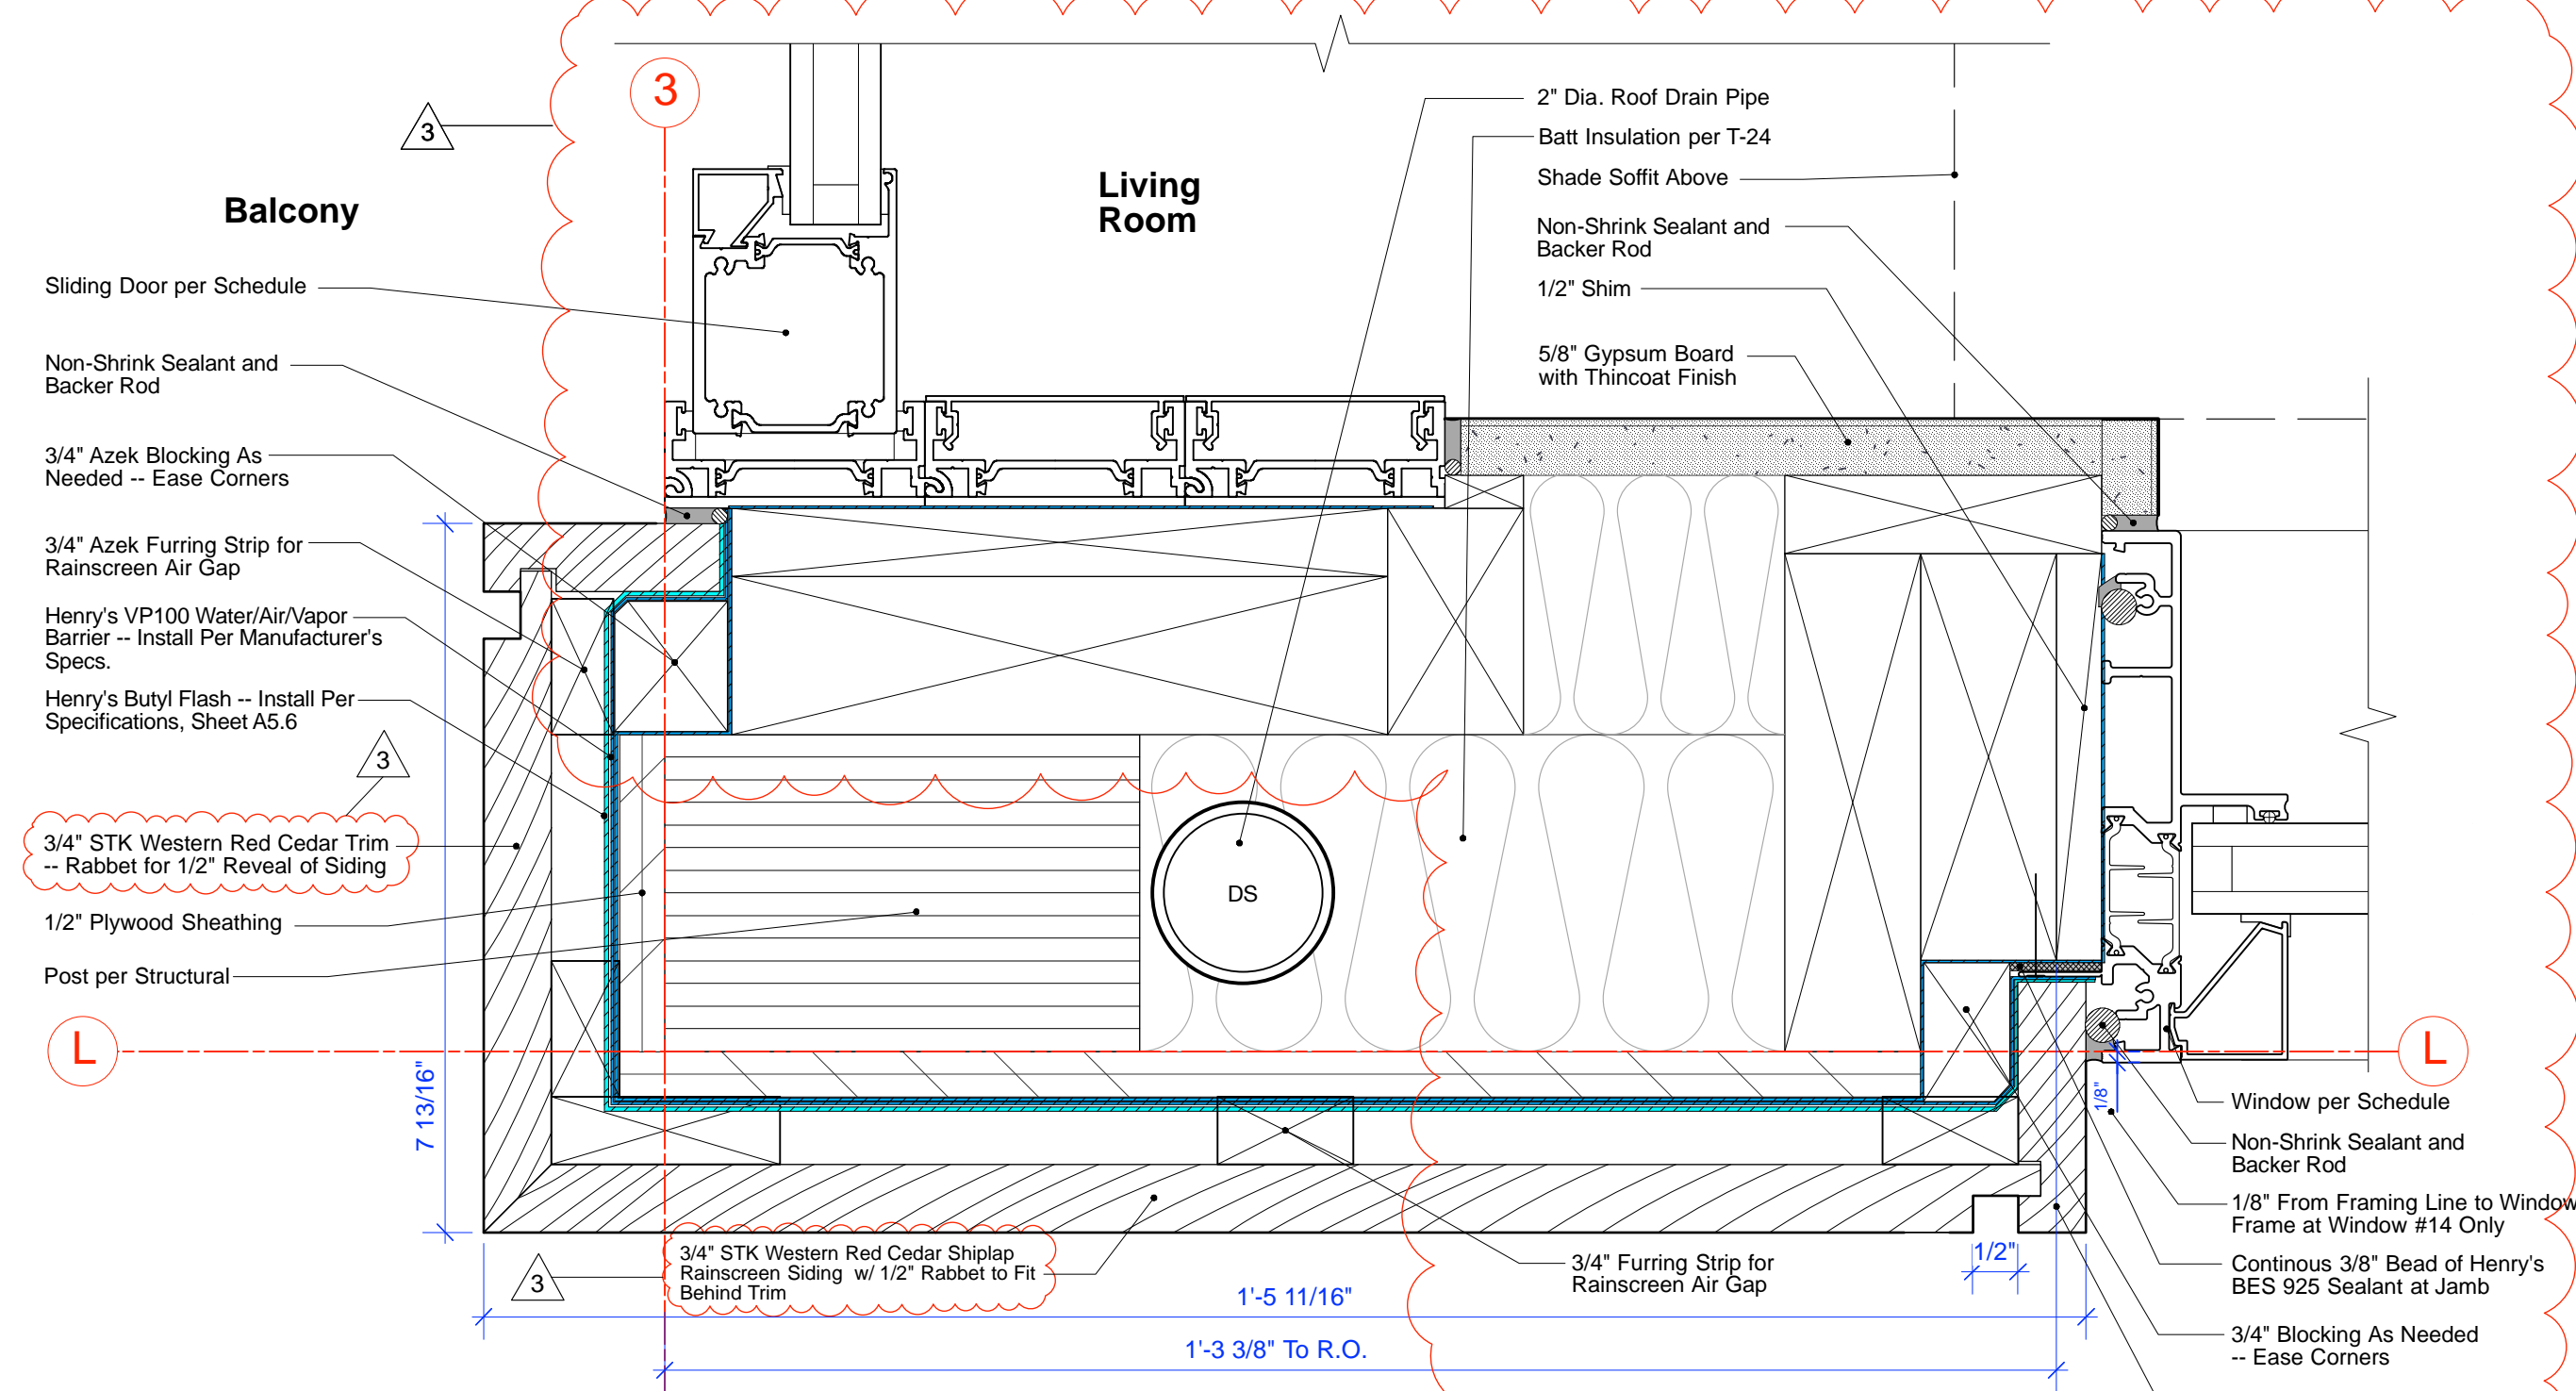 3
3
Balcony
Living
Room
Sliding Door per Schedule
Non-Shrink Sealant and
Backer Rod
3/4" Azek Blocking As
Needed -- Ease Corners
3/4" Azek Furring Strip for
Rainscreen Air Gap
Henry's VP100 Water/Air/Vapor
Barrier -- Install Per Manufacturer's
Specs.
Henry's Butyl Flash -- Install Per
Specifications, Sheet A5.6
3
3/4" STK Western Red Cedar Trim
-- Rabbet for 1/2" Reveal of Siding
1/2" Plywood Sheathing
Post per Structural
L
7 13/16"
2" Dia. Roof Drain Pipe
Batt Insulation per T-24
Shade Soffit Above
Non-Shrink Sealant and
Backer Rod
1/2" Shim
5/8" Gypsum Board
with Thincoat Finish
DS
L
1/8"
Window per Schedule
Non-Shrink Sealant and
Backer Rod
1/8" From Framing Line to Window
Frame at Window #14 Only
Continous 3/8" Bead of Henry's
BES 925 Sealant at Jamb
3/4" Blocking As Needed
-- Ease Corners
3
3/4" STK Western Red Cedar Shiplap
Rainscreen Siding w/ 1/2" Rabbet to Fit
Behind Trim
3/4" Furring Strip for
Rainscreen Air Gap
1/2"
1'-5 11/16"
1'-3 3/8" To R.O.